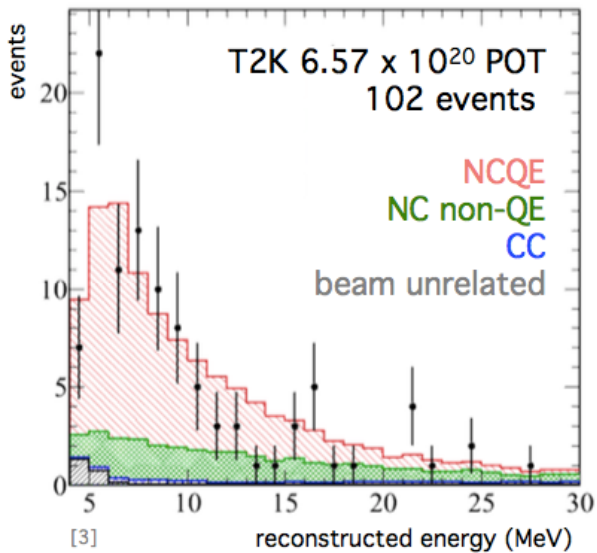 events
T2K 6.57 x 10²⁰ POT
102 events
NCQE
NC non-QE
CC
beam unrelated
20
15
10
5
0
5 10 15 20 25 30
[3] reconstructed energy (MeV)